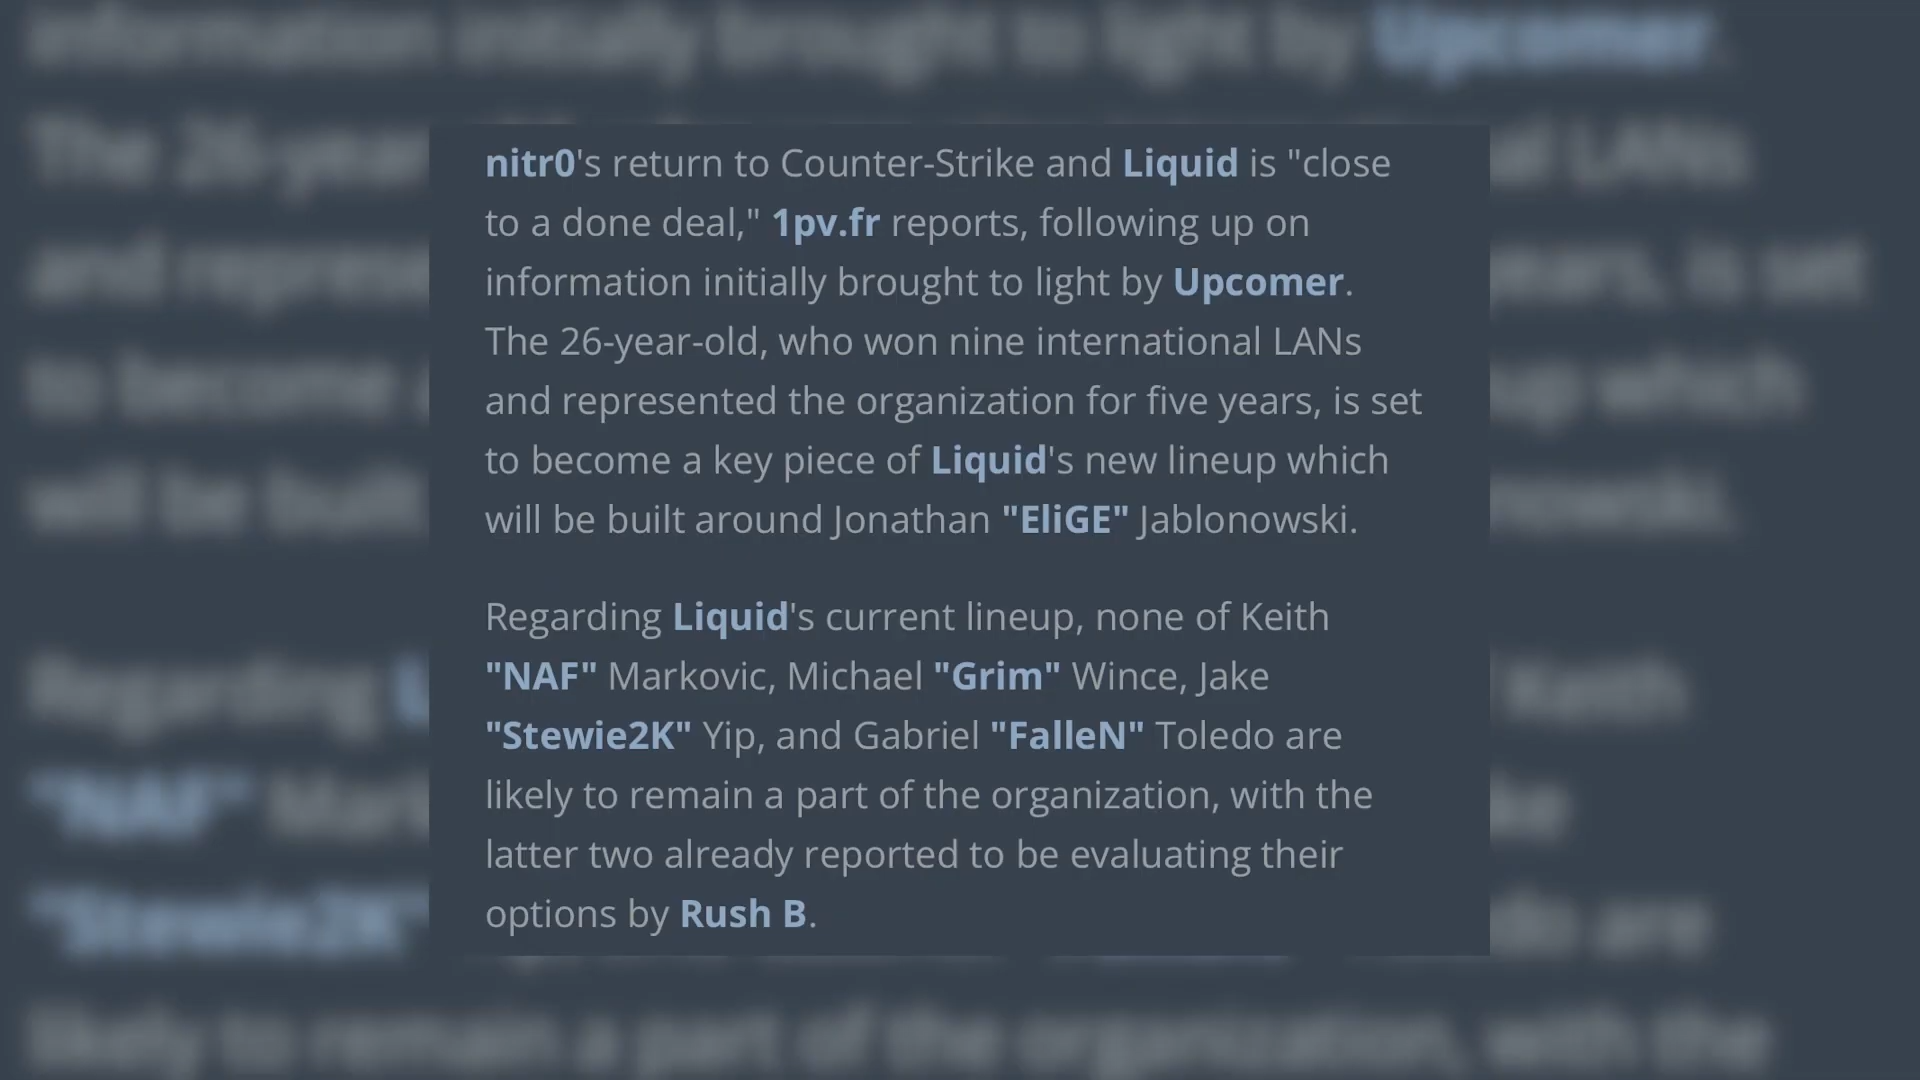 nitr0's return to Counter-Strike and Liquid is "close
to a done deal," 1pv.fr reports, following up on
information initially brought to light by Upcomer.
The 26-year-old, who won nine international LANs
and represented the organization for five years, is set
to become a key piece of Liquid's new lineup which
will be built around Jonathan "EliGE" Jablonowski.
Regarding Liquid's current lineup, none of Keith
"NAF" Markovic, Michael "Grim" Wince, Jake
"Stewie2K" Yip, and Gabriel "FalleN" Toledo are
likely to remain a part of the organization, with the
latter two already reported to be evaluating their
options by Rush B.